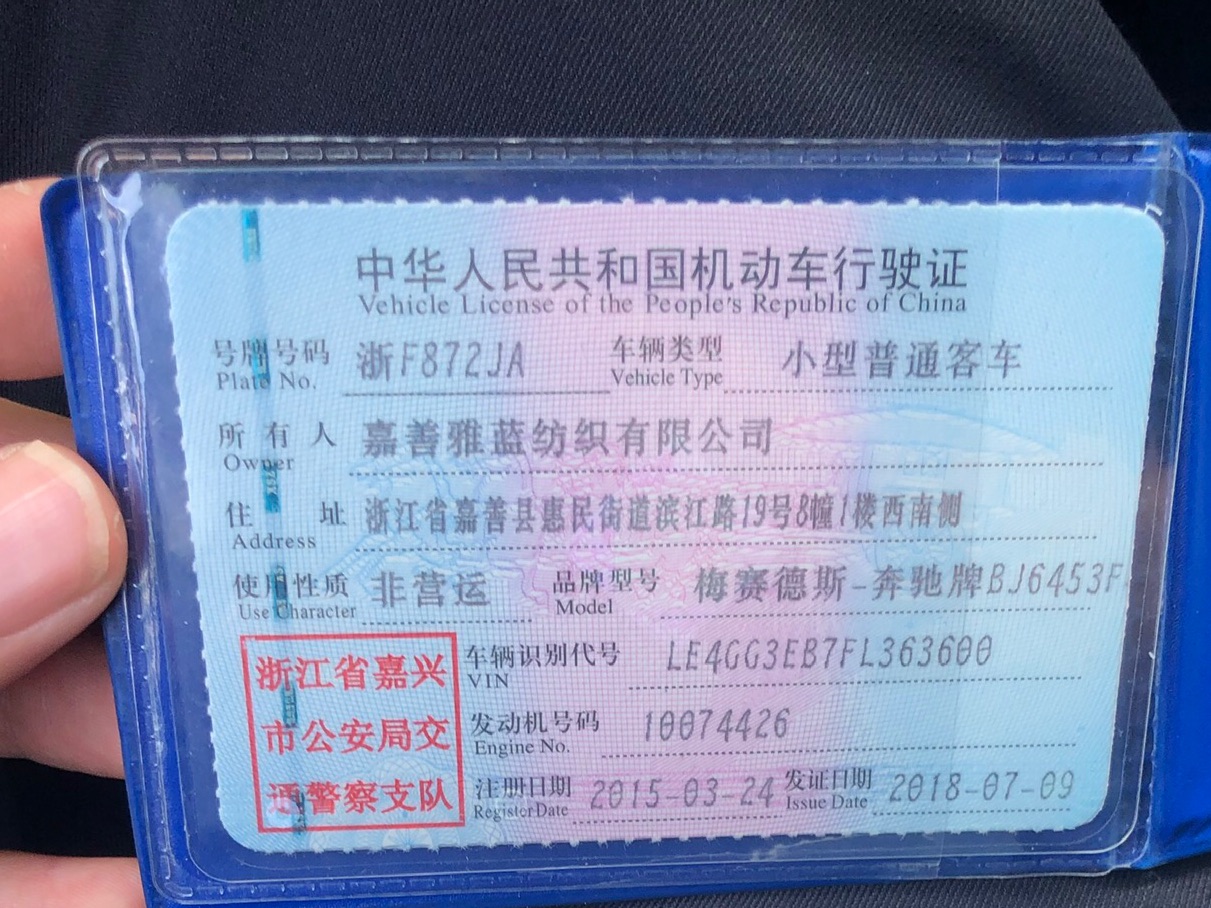 中华人民共和国机动车行驶证
Vehicle License of the People's Republic of China
号牌号码 浙F872JA 车辆类型 小型普通客车
Plate No. Vehicle Type
所有人 嘉善雅蓝纺织有限公司
Owner
住址 浙江省嘉善县惠民街道滨江路19号8幢1楼西南侧
Address
使用性质 非营运 品牌型号 梅赛德斯-奔驰牌BJ6453F
Use Character Model
浙江省嘉兴
市公安局交
通警察支队
车辆识别代号 LE4GG3EB7FL363600
VIN
发动机号码 10074426
Engine No.
注册日期 2015-03-24 发证日期 2018-07-09
Register Date Issue Date